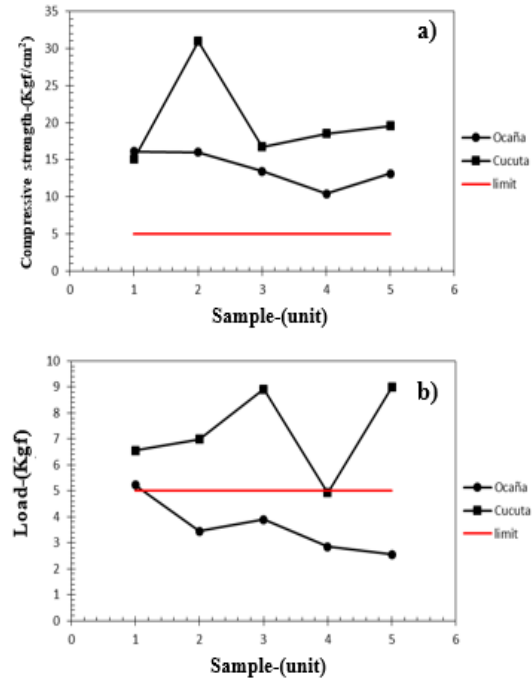 a)
Compressive strength-(Kgf/cm²)
35
30
25
20
15
10
5
0
0 1 2 3 4 5 6
Sample-(unit)
Ocaña
Cucuta
limit
b)
Load-(Kgf)
10
9
8
7
6
5
4
3
2
1
0
0 1 2 3 4 5 6
Sample-(unit)
Ocaña
Cucuta
limit